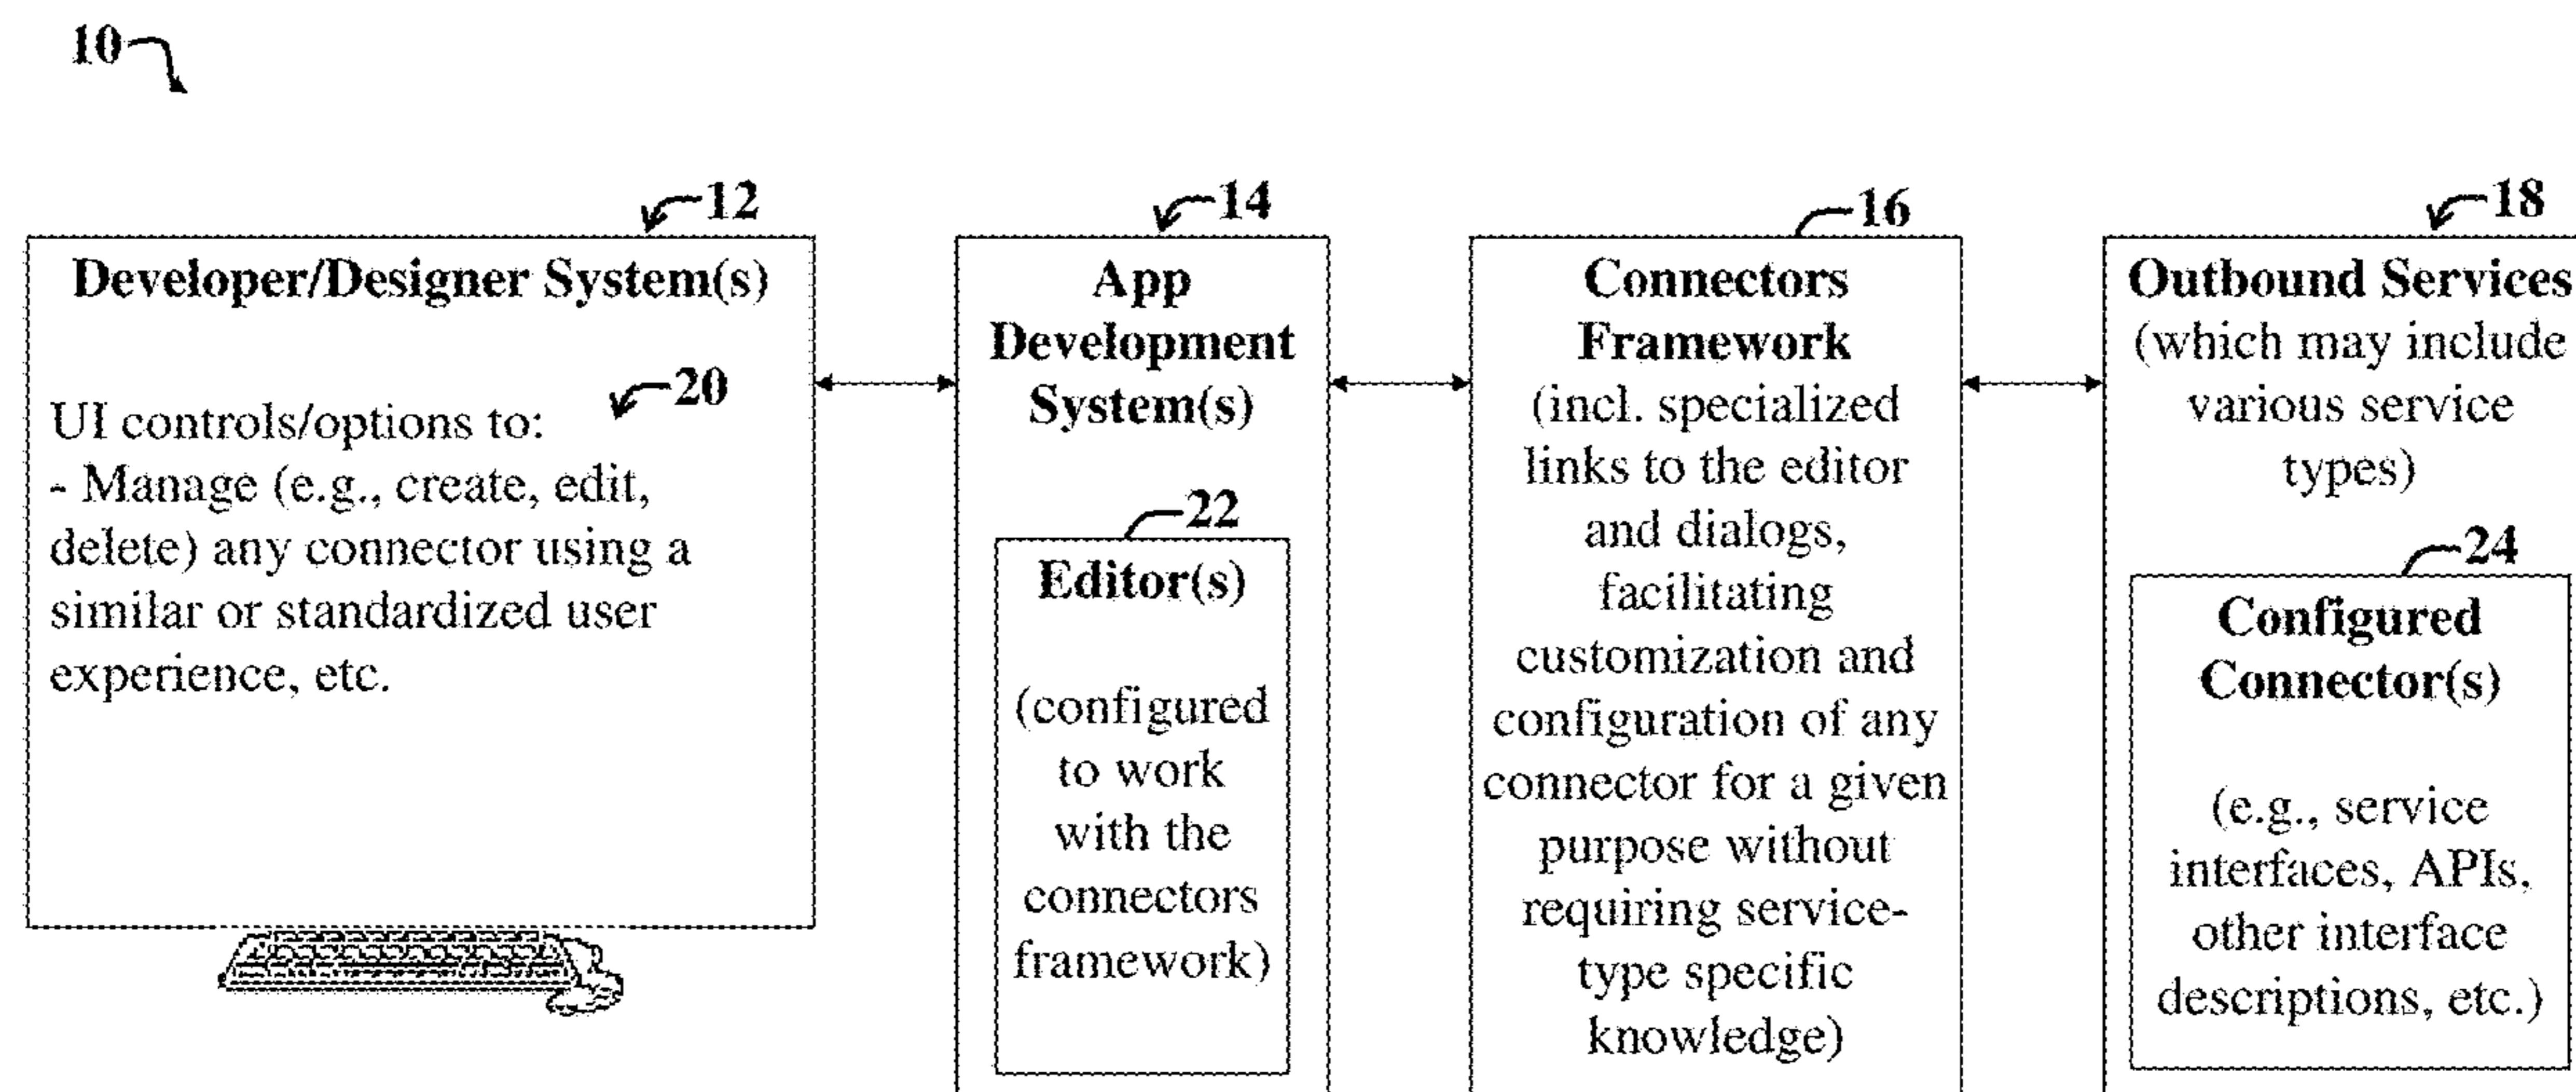 10
12
Developer/Designer System(s)
20
UI controls/options to:
- Manage (e.g., create, edit,
delete) any connector using a
similar or standardized user
experience, etc.
14
App
Development
System(s)
22
Editor(s)
(configured
to work
with the
connectors
framework)
16
Connectors
Framework
(incl. specialized
links to the editor
and dialogs,
facilitating
customization and
configuration of any
connector for a given
purpose without
requiring service-
type specific
knowledge)
18
Outbound Services
(which may include
various service
types)
24
Configured
Connector(s)
(e.g., service
interfaces, APIs,
other interface
descriptions, etc.)